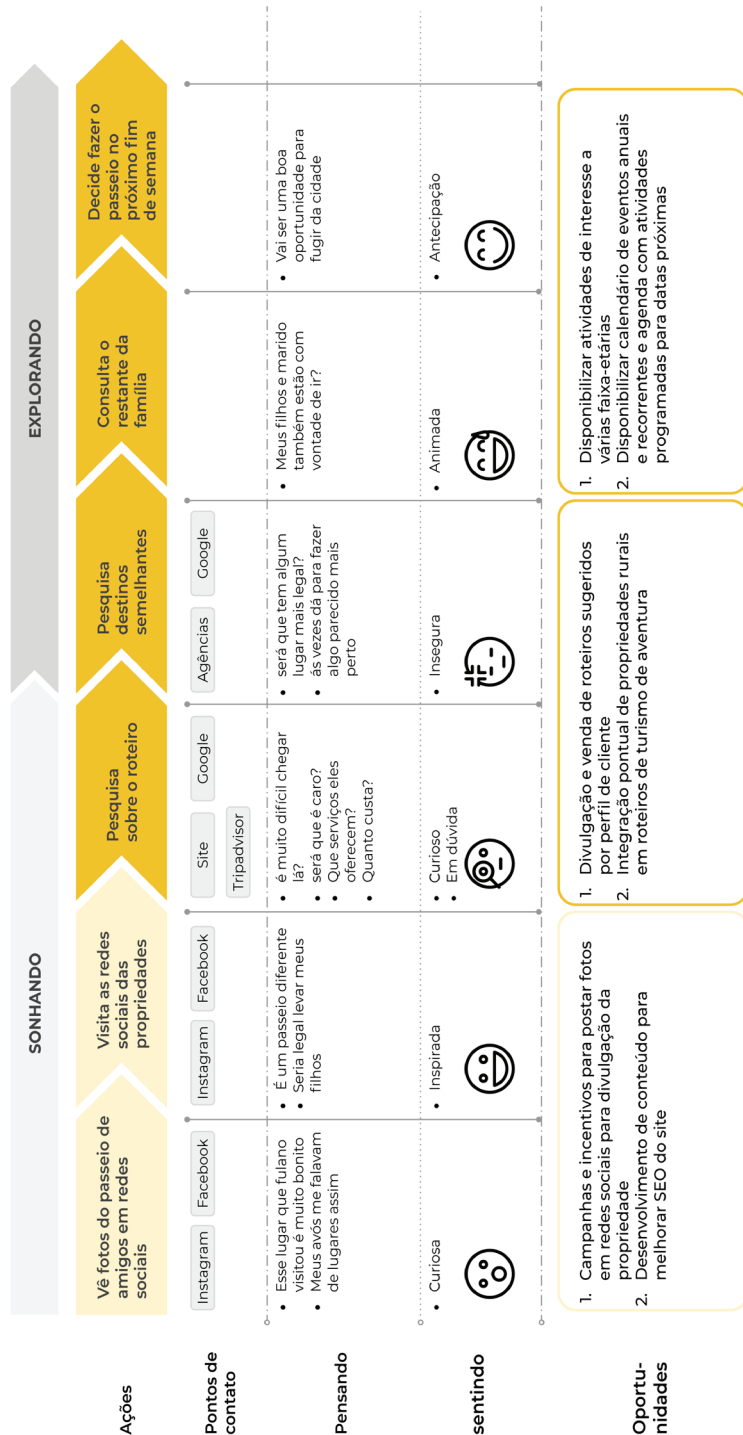 SONHANDO
EXPLORANDO
Ações
Vê fotos do passeio de
amigos em redes
sociais
Visita as redes
sociais das
propriedades
Pesquisa
sobre o roteiro
Pesquisa
destinos
semelhantes
Consulta o
restante da
família
Decide fazer o
passeio no
próximo fim
de semana
Pontos de
contato
Instagram
Facebook
Instagram
Facebook
Site
Google
Tripadvisor
Agências
Google
Pensando
• Esse lugar que fulano
visitou é muito bonito
• Meus avós me falavam
de lugares assim
• É um passeio diferente
• Seria legal levar meus
filhos
• é muito difícil chegar
lá?
• será que é caro?
• Que serviços eles
oferecem?
• Quanto custa?
• será que tem algum
lugar mais legal?
• ás vezes dá para fazer
algo parecido mais
perto
• Meus filhos e marido
também estão com
vontade de ir?
• Vai ser uma boa
oportunidade para
fugir da cidade
sentindo
• Curiosa
• Inspirada
• Curioso
• Em dúvida
• Insegura
• Animada
• Antecipação
Oportu-
nidades
1. Campanhas e incentivos para postar fotos
em redes sociais para divulgação da
propriedade
2. Desenvolvimento de conteúdo para
melhorar SEO do site
1. Divulgação e venda de roteiros sugeridos
por perfil de cliente
2. Integração pontual de propriedades rurais
em roteiros de turismo de aventura
1. Disponibilizar atividades de interesse a
várias faixa-etárias
2. Disponibilizar calendário de eventos anuais
e recorrentes e agenda com atividades
programadas para datas próximas